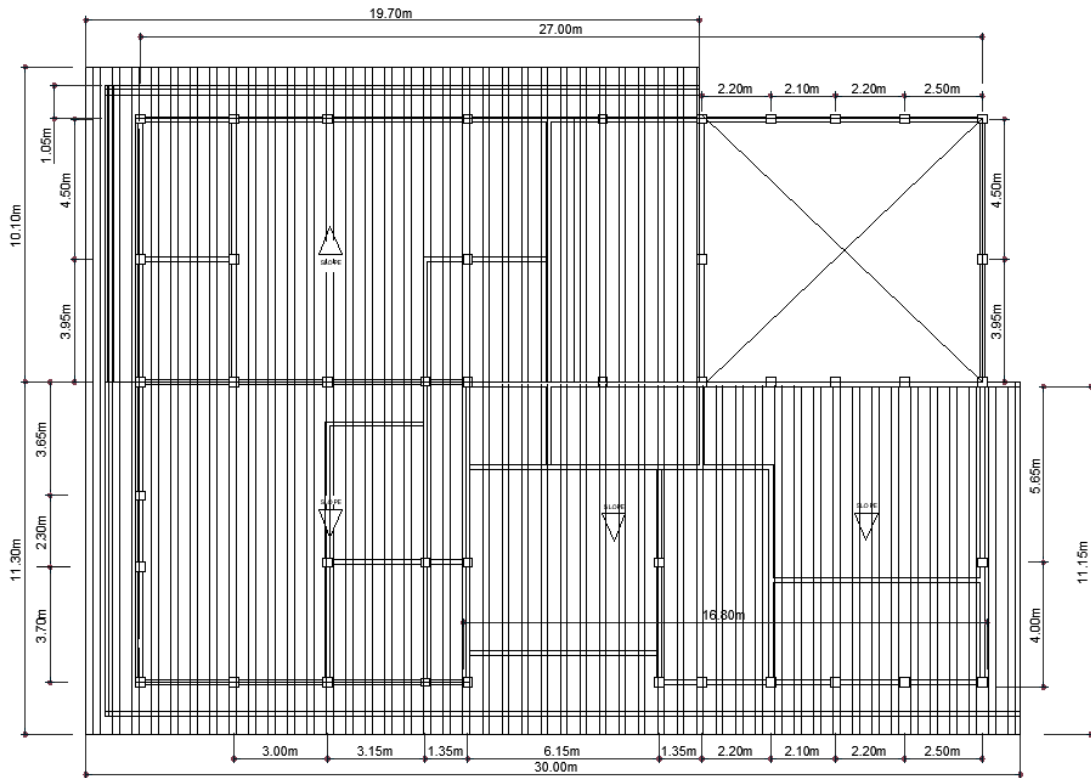 19.70m
27.00m
2.20m
2.10m
2.20m
2.50m
1.05m
4.50m
10.10m
4.50m
SLOPE
3.95m
3.95m
3.65m
5.65m
SLOPE
SLOPE
SLOPE
2.30m
11.30m
11.15m
3.70m
16.80m
4.00m
3.00m
3.15m
1.35m
6.15m
1.35m
2.20m
2.10m
2.20m
2.50m
30.00m